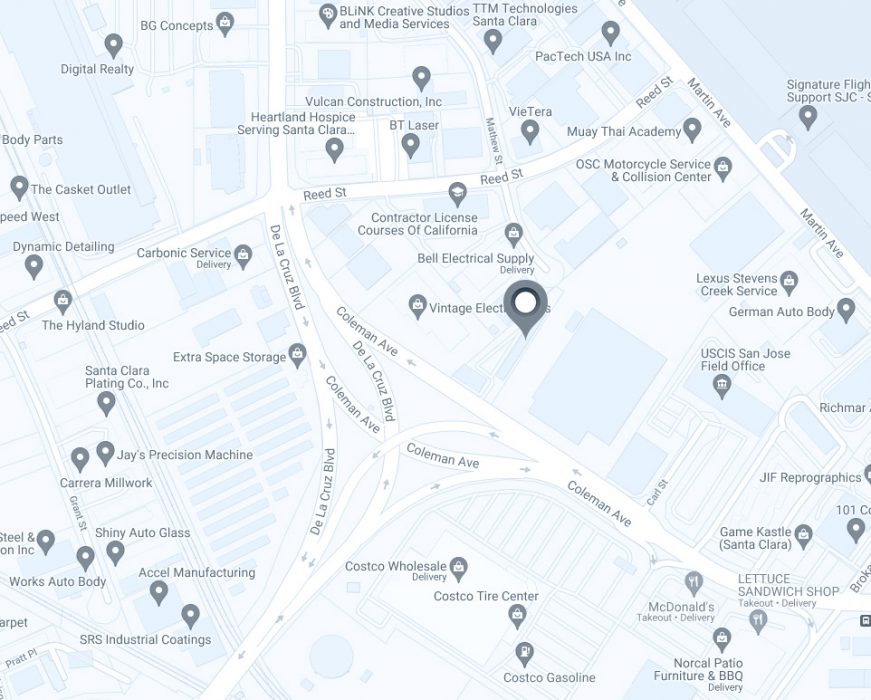 BLiNK Creative Studios
and Media Services
TTM Technologies
Santa Clara
BG Concepts
Digital Realty
PacTech USA Inc
Vulcan Construction, Inc
Reed St
Martin Ave
Signature Fligh
Support SJC - S
Heartland Hospice
Serving Santa Clara...
BT Laser
VieTera
Mathew St
Muay Thai Academy
Body Parts
OSC Motorcycle Service
& Collision Center
The Casket Outlet
Reed St
Reed St
peed West
Contractor License
Courses Of California
Martin Ave
Dynamic Detailing
Carbonic Service
Delivery
De La Cruz Blvd
Bell Electrical Supply
Delivery
Lexus Stevens
Creek Service
German Auto Body
The Hyland Studio
eed St
Vintage Elect
s
Coleman Ave
Extra Space Storage
De La Cruz Blvd
USCIS San Jose
Field Office
Santa Clara
Plating Co., Inc
Coleman Ave
Richmar
Jay's Precision Machine
Coleman Ave
Carrera Millwork
De La Cruz Blvd
JIF Reprographics
Coleman Ave
Carl St
Grant St
101 Co
Steel &
on Inc
Shiny Auto Glass
Game Kastle
(Santa Clara)
Works Auto Body
Accel Manufacturing
Costco Wholesale
Delivery
Broka
Costco Tire Center
McDonald's
Takeout • Delivery
LETTUCE
SANDWICH SHOP
Takeout • Delivery
arpet
SRS Industrial Coatings
Pratt Pl
Costco Gasoline
Norcal Patio
Furniture & BBQ
Delivery